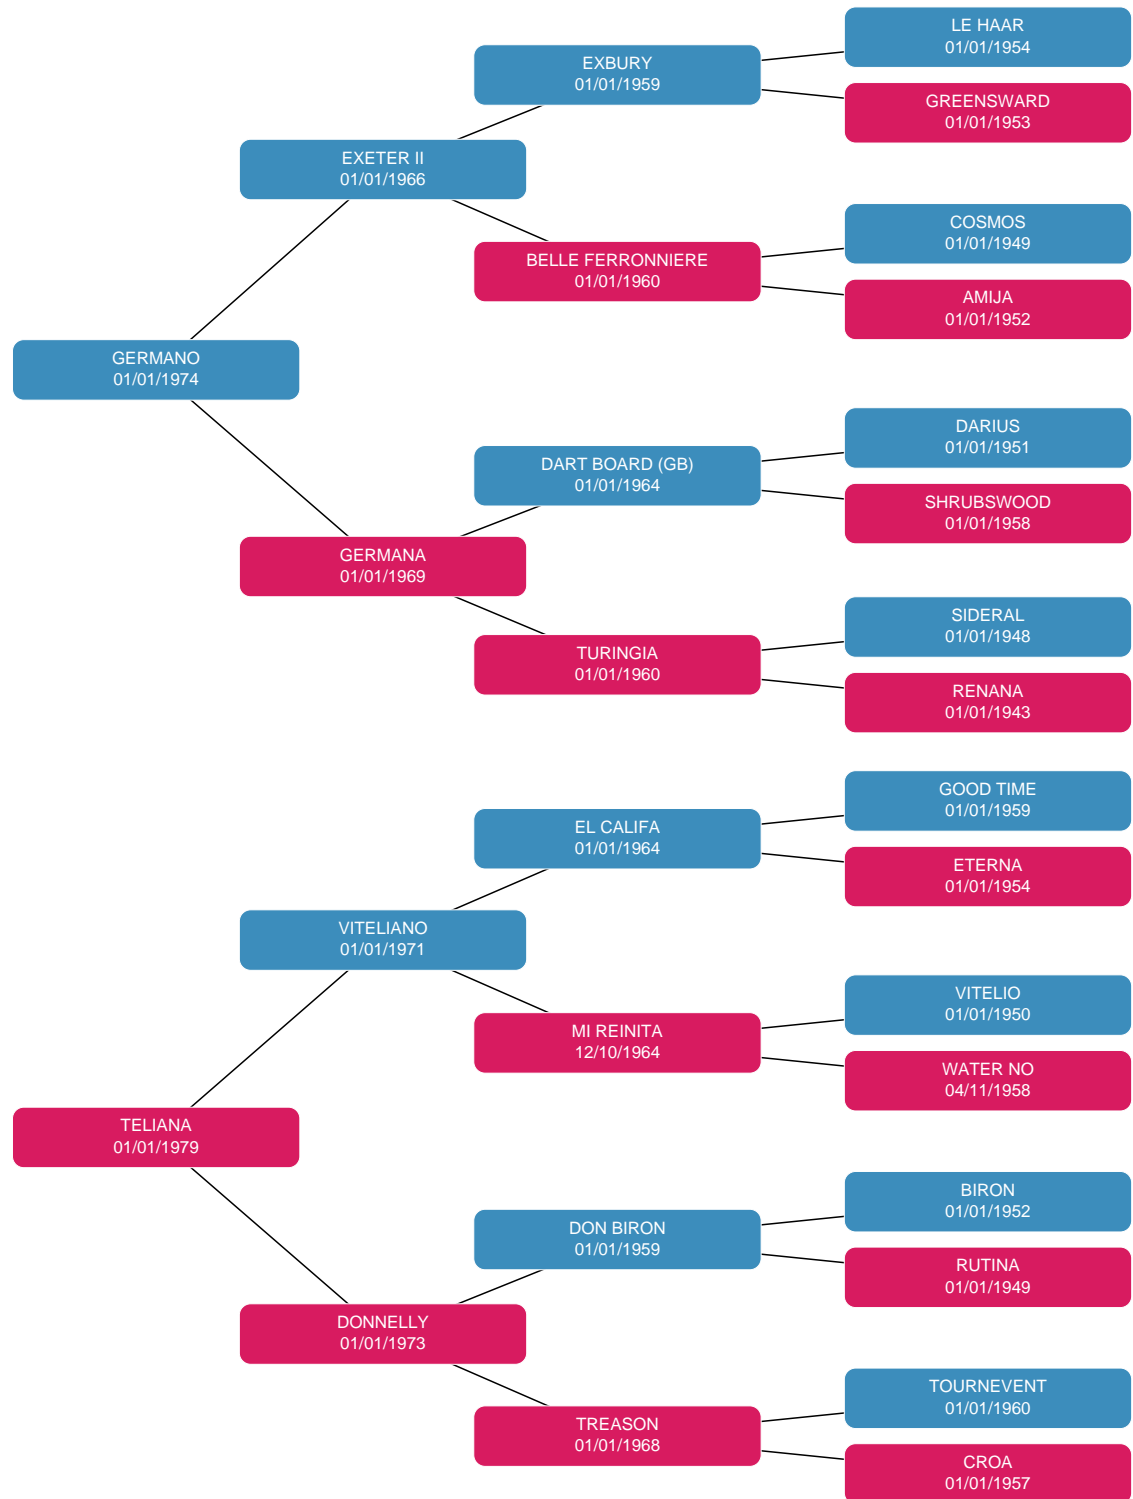 LE HAAR
01/01/1954
EXBURY
01/01/1959
GREENSWARD
01/01/1953
EXETER II
01/01/1966
COSMOS
01/01/1949
BELLE FERRONNIERE
01/01/1960
AMIJA
01/01/1952
GERMANO
01/01/1974
DARIUS
01/01/1951
DART BOARD (GB)
01/01/1964
SHRUBSWOOD
01/01/1958
GERMANA
01/01/1969
SIDERAL
01/01/1948
TURINGIA
01/01/1960
RENANA
01/01/1943
GOOD TIME
01/01/1959
EL CALIFA
01/01/1964
ETERNA
01/01/1954
VITELIANO
01/01/1971
VITELIO
01/01/1950
MI REINITA
12/10/1964
WATER NO
04/11/1958
TELIANA
01/01/1979
BIRON
01/01/1952
DON BIRON
01/01/1959
RUTINA
01/01/1949
DONNELLY
01/01/1973
TOURNEVENT
01/01/1960
TREASON
01/01/1968
CROA
01/01/1957